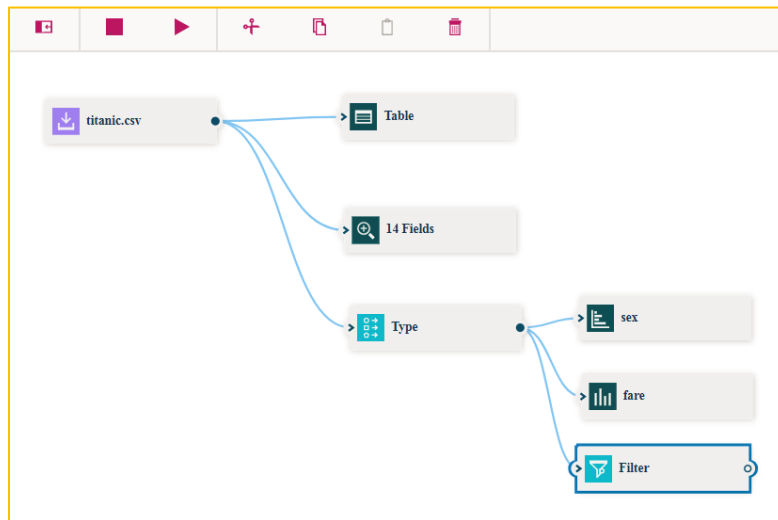 titanic.csv
Table
14 Fields
Type
sex
fare
Filter